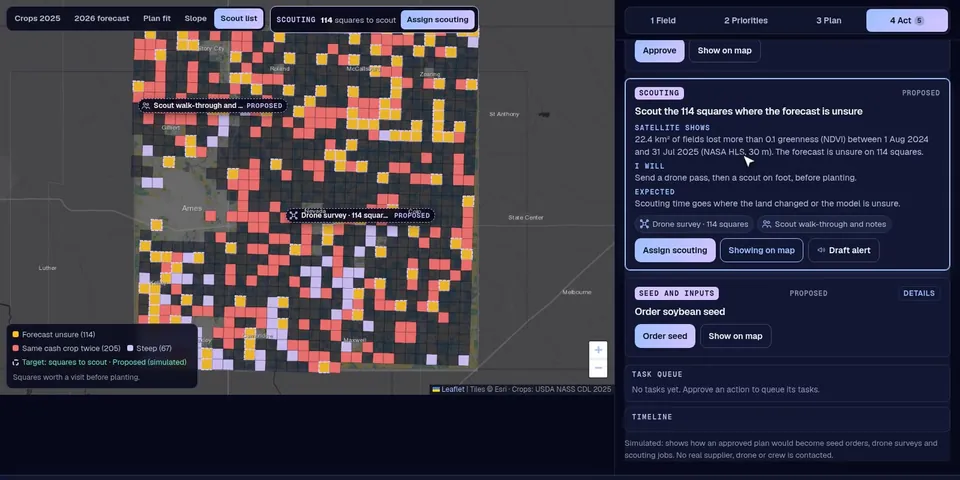 Crops 2025
2026 forecast
Plan fit
Slope
Scout list
SCOUTING 114 squares to scout
Assign scouting
1 Field
2 Priorities
3 Plan
4 Act 5
Approve
Show on map
SCOUTING
PROPOSED
Scout the 114 squares where the forecast is unsure
SATELLITE SHOWS
22.4 km² of fields lost more than 0.1 greenness (NDVI) between 1 Aug 2024
and 31 Jul 2025 (NASA HLS, 30 m). The forecast is unsure on 114 squares.
I WILL
Send a drone pass, then a scout on foot, before planting.
EXPECTED
Scouting time goes where the land changed or the model is unsure.
Drone survey · 114 squares
Scout walk-through and notes
Assign scouting
Showing on map
Draft alert
SEED AND INPUTS
PROPOSED
DETAILS
Order soybean seed
Order seed
Show on map
TASK QUEUE
No tasks yet. Approve an action to queue its tasks.
TIMELINE
Simulated: shows how an approved plan would become seed orders, drone surveys and
scouting jobs. No real supplier, drone or crew is contacted.
Roland
McCallsburg
Zearing
Scout walk-through and ... PROPOSED
St Anthony
Gilbert
Ames
Drone survey · 114 squar... PROPOSED
State Center
Luther
Melbourne
Maxwell
Forecast unsure (114)
Same cash crop twice (205)
Steep (67)
Target: squares to scout · Proposed (simulated)
Squares worth a visit before planting.
+
−
Leaflet | Tiles © Esri · Crops: USDA NASS CDL 2025